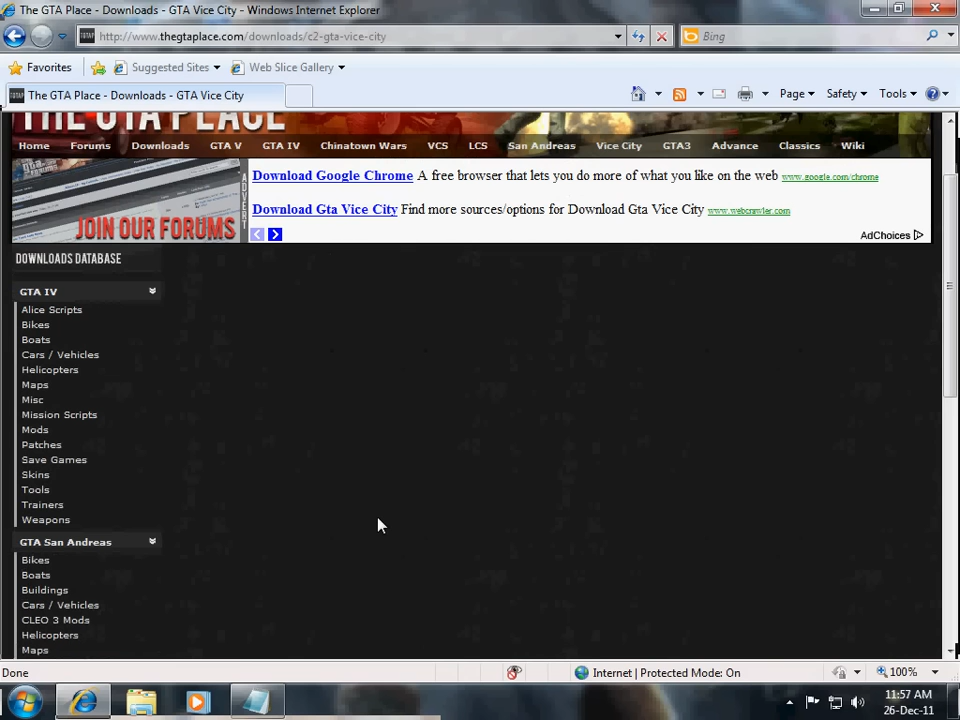 The GTA Place - Downloads - GTA Vice City - Windows Internet Explorer
http://www.thegtaplace.com/downloads/c2-gta-vice-city
Bing
Favorites Suggested Sites Web Slice Gallery
The GTA Place - Downloads - GTA Vice City
Page Safety Tools
THE GTA PLACE
Home Forums Downloads GTA V GTA IV Chinatown Wars VCS LCS San Andreas Vice City GTA3 Advance Classics Wiki
JOIN OUR FORUMS
ADVERT
Download Google Chrome A free browser that lets you do more of what you like on the web www.google.com/chrome
Download Gta Vice City Find more sources/options for Download Gta Vice City www.webcrawler.com
AdChoices
DOWNLOADS DATABASE
GTA IV
Alice Scripts
Bikes
Boats
Cars / Vehicles
Helicopters
Maps
Misc
Mission Scripts
Mods
Patches
Save Games
Skins
Tools
Trainers
Weapons
GTA San Andreas
Bikes
Boats
Buildings
Cars / Vehicles
CLEO 3 Mods
Helicopters
Maps
Done
Internet | Protected Mode: On
100%
11:57 AM
26-Dec-11